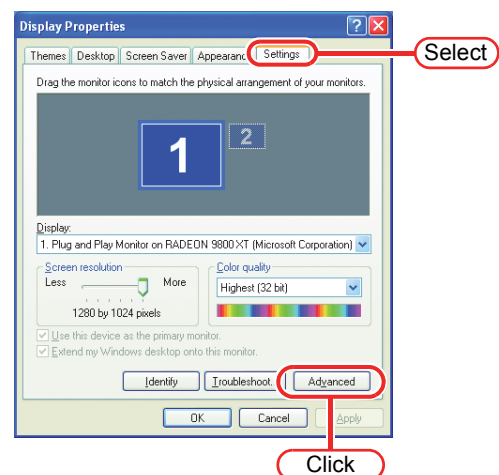 Display Properties
Themes Desktop Screen Saver Appearanc Settings
Select
Drag the monitor icons to match the physical arrangement of your monitors.
1
2
Display:
1. Plug and Play Monitor on RADEON 9800 XT (Microsoft Corporation)
Screen resolution
Less More
1280 by 1024 pixels
Color quality
Highest (32 bit)
Use this device as the primary monitor.
Extend my Windows desktop onto this monitor.
Identify Troubleshoot.. Advanced
OK Cancel Apply
Click